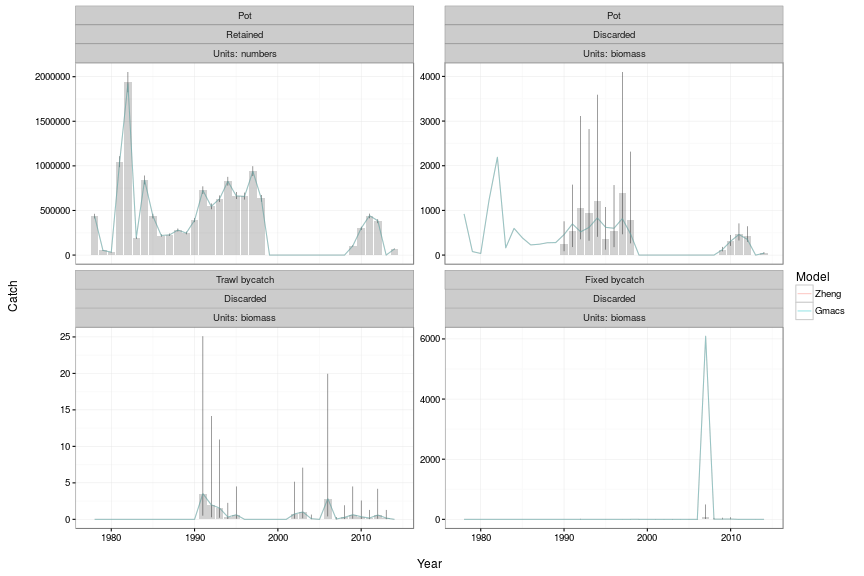 Pot
Retained
Units: numbers
Pot
Discarded
Units: biomass
2000000
1500000
1000000
500000
0
4000
3000
2000
1000
0
Trawl bycatch
Discarded
Units: biomass
Fixed bycatch
Discarded
Units: biomass
25
20
15
10
5
0
6000
4000
2000
0
1980
1990
2000
2010
1980
1990
2000
2010
Catch
Year
Model
Zheng
Gmacs